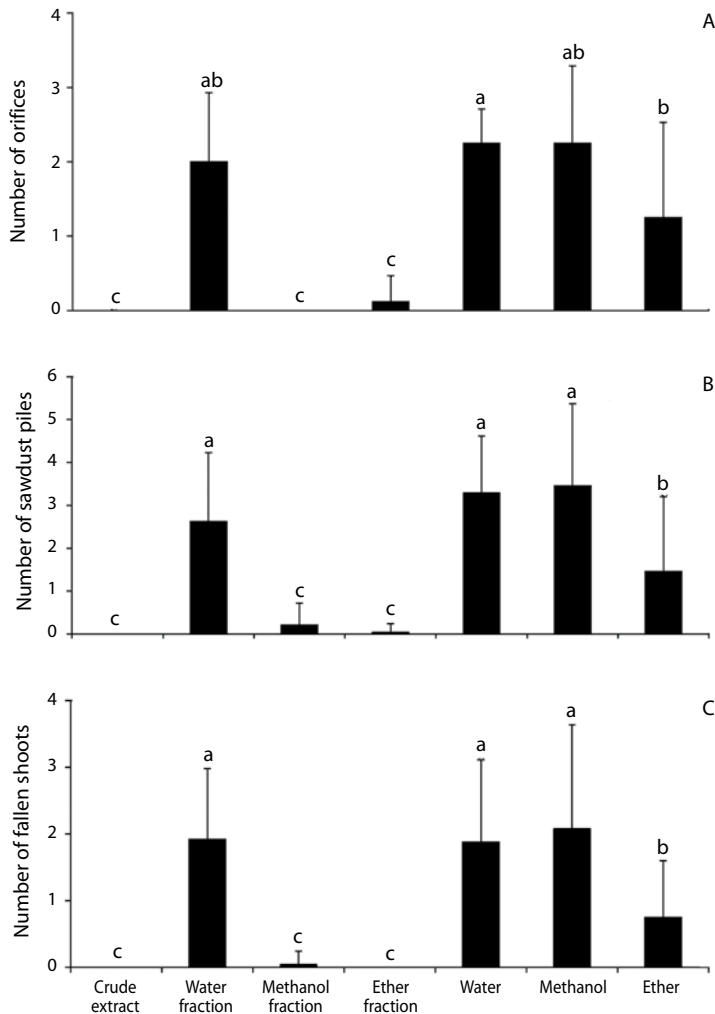 A
Number of orifices
4
3
2
1
0
c
ab
c
c
a
ab
b
B
Number of sawdust piles
6
5
4
3
2
1
0
c
a
c
c
a
a
b
C
Number of fallen shoots
4
3
2
1
0
c
a
c
c
a
a
b
Crude
extract
Water
fraction
Methanol
fraction
Ether
fraction
Water
Methanol
Ether